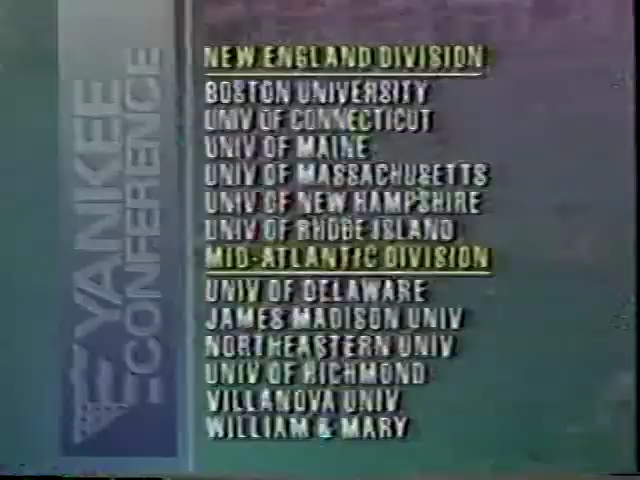 YANKEE
CONFERENCE
NEW ENGLAND DIVISION
BOSTON UNIVERSITY
UNIV OF CONNECTICUT
UNIV OF MAINE
UNIV OF MASSACHUSETTS
UNIV OF NEW HAMPSHIRE
UNIV OF RHODE ISLAND
MID-ATLANTIC DIVISION
UNIV OF DELAWARE
JAMES MADISON UNIV
NORTHEASTERN UNIV
UNIV OF RICHMOND
VILLANOVA UNIV
WILLIAM & MARY